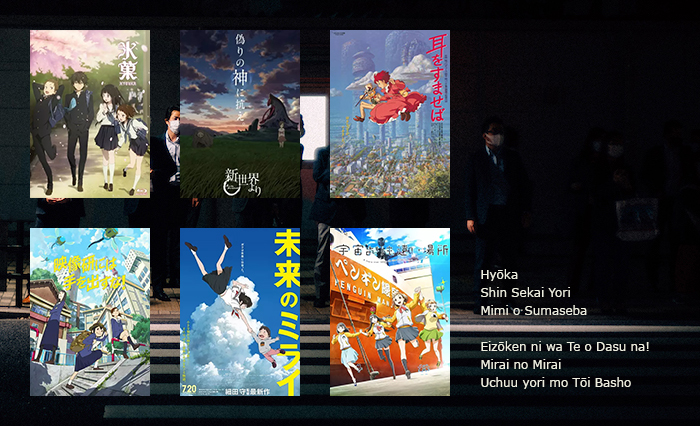 氷菓
HYOUKA
偽りの神に抗え。
新世界より
耳をすませば
映像研には
手を出すな!
未来のミライ
7.20
細田守 最新作
宇宙よりも遠い場所
ペンギン
PENGUIN
Hyōka
Shin Sekai Yori
Mimi o Sumaseba
Eizōken ni wa Te o Dasu na!
Mirai no Mirai
Uchuu yori mo Tōi Basho